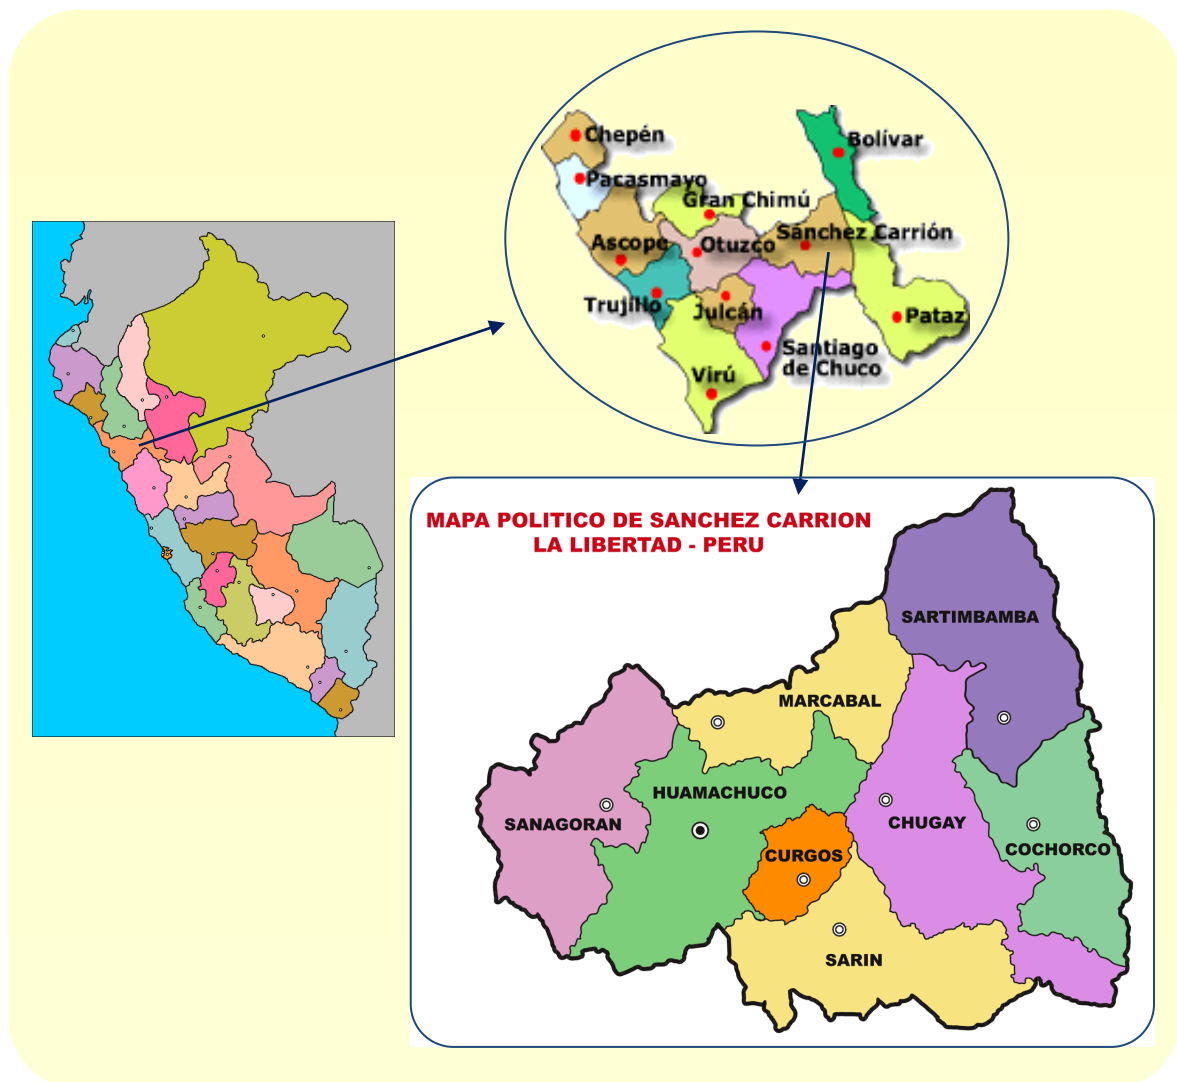 Chepén
Bolívar
Pacasmayo
Gran Chimú
Ascope
Otuzco
Sánchez Carrión
Trujillo
Julcán
Pataz
Santiago
de Chuco
Virú
MAPA POLITICO DE SANCHEZ CARRION
LA LIBERTAD - PERU
SARTIMBAMBA
MARCABAL
HUAMACHUCO
SANAGORAN
CHUGAY
CURGOS
COCHORCO
SARIN